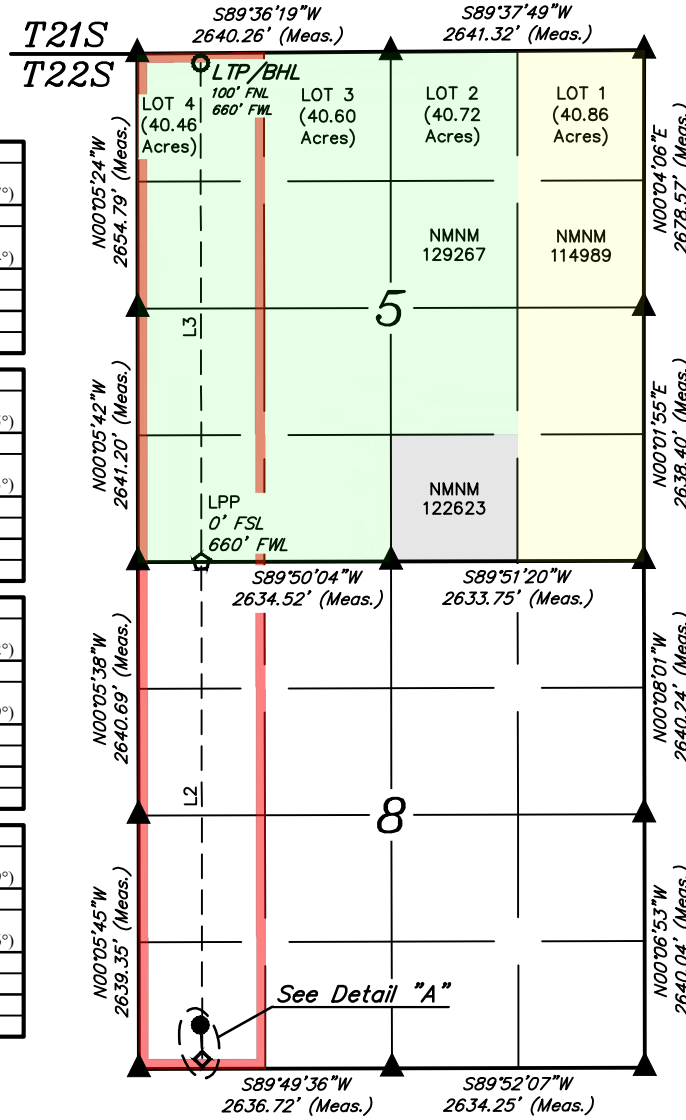 S89°36'19"W
2640.26' (Meas.)
S89°37'49"W
2641.32' (Meas.)
T21S
T22S
LTP/BHL
100' FNL
660' FWL
LOT 4
(40.46
Acres)
LOT 3
(40.60
Acres)
LOT 2
(40.72
Acres)
LOT 1
(40.86
Acres)
N00°05'24"W
2654.79' (Meas.)
N00°04'06"E
2678.57' (Meas.)
NMNM
129267
NMNM
114989
5
L3
N00°05'42"W
2641.20' (Meas.)
N00°01'55"E
2638.40' (Meas.)
NMNM
122623
LPP
0' FSL
660' FWL
S89°50'04"W
2634.52' (Meas.)
S89°51'20"W
2633.75' (Meas.)
N00°05'38"W
2640.69' (Meas.)
N00°08'01"W
2640.24' (Meas.)
L2
8
N00°05'45"W
2639.35' (Meas.)
N00°06'53"W
2640.04' (Meas.)
See Detail "A"
S89°49'36"W
2636.72' (Meas.)
S89°52'07"W
2634.25' (Meas.)